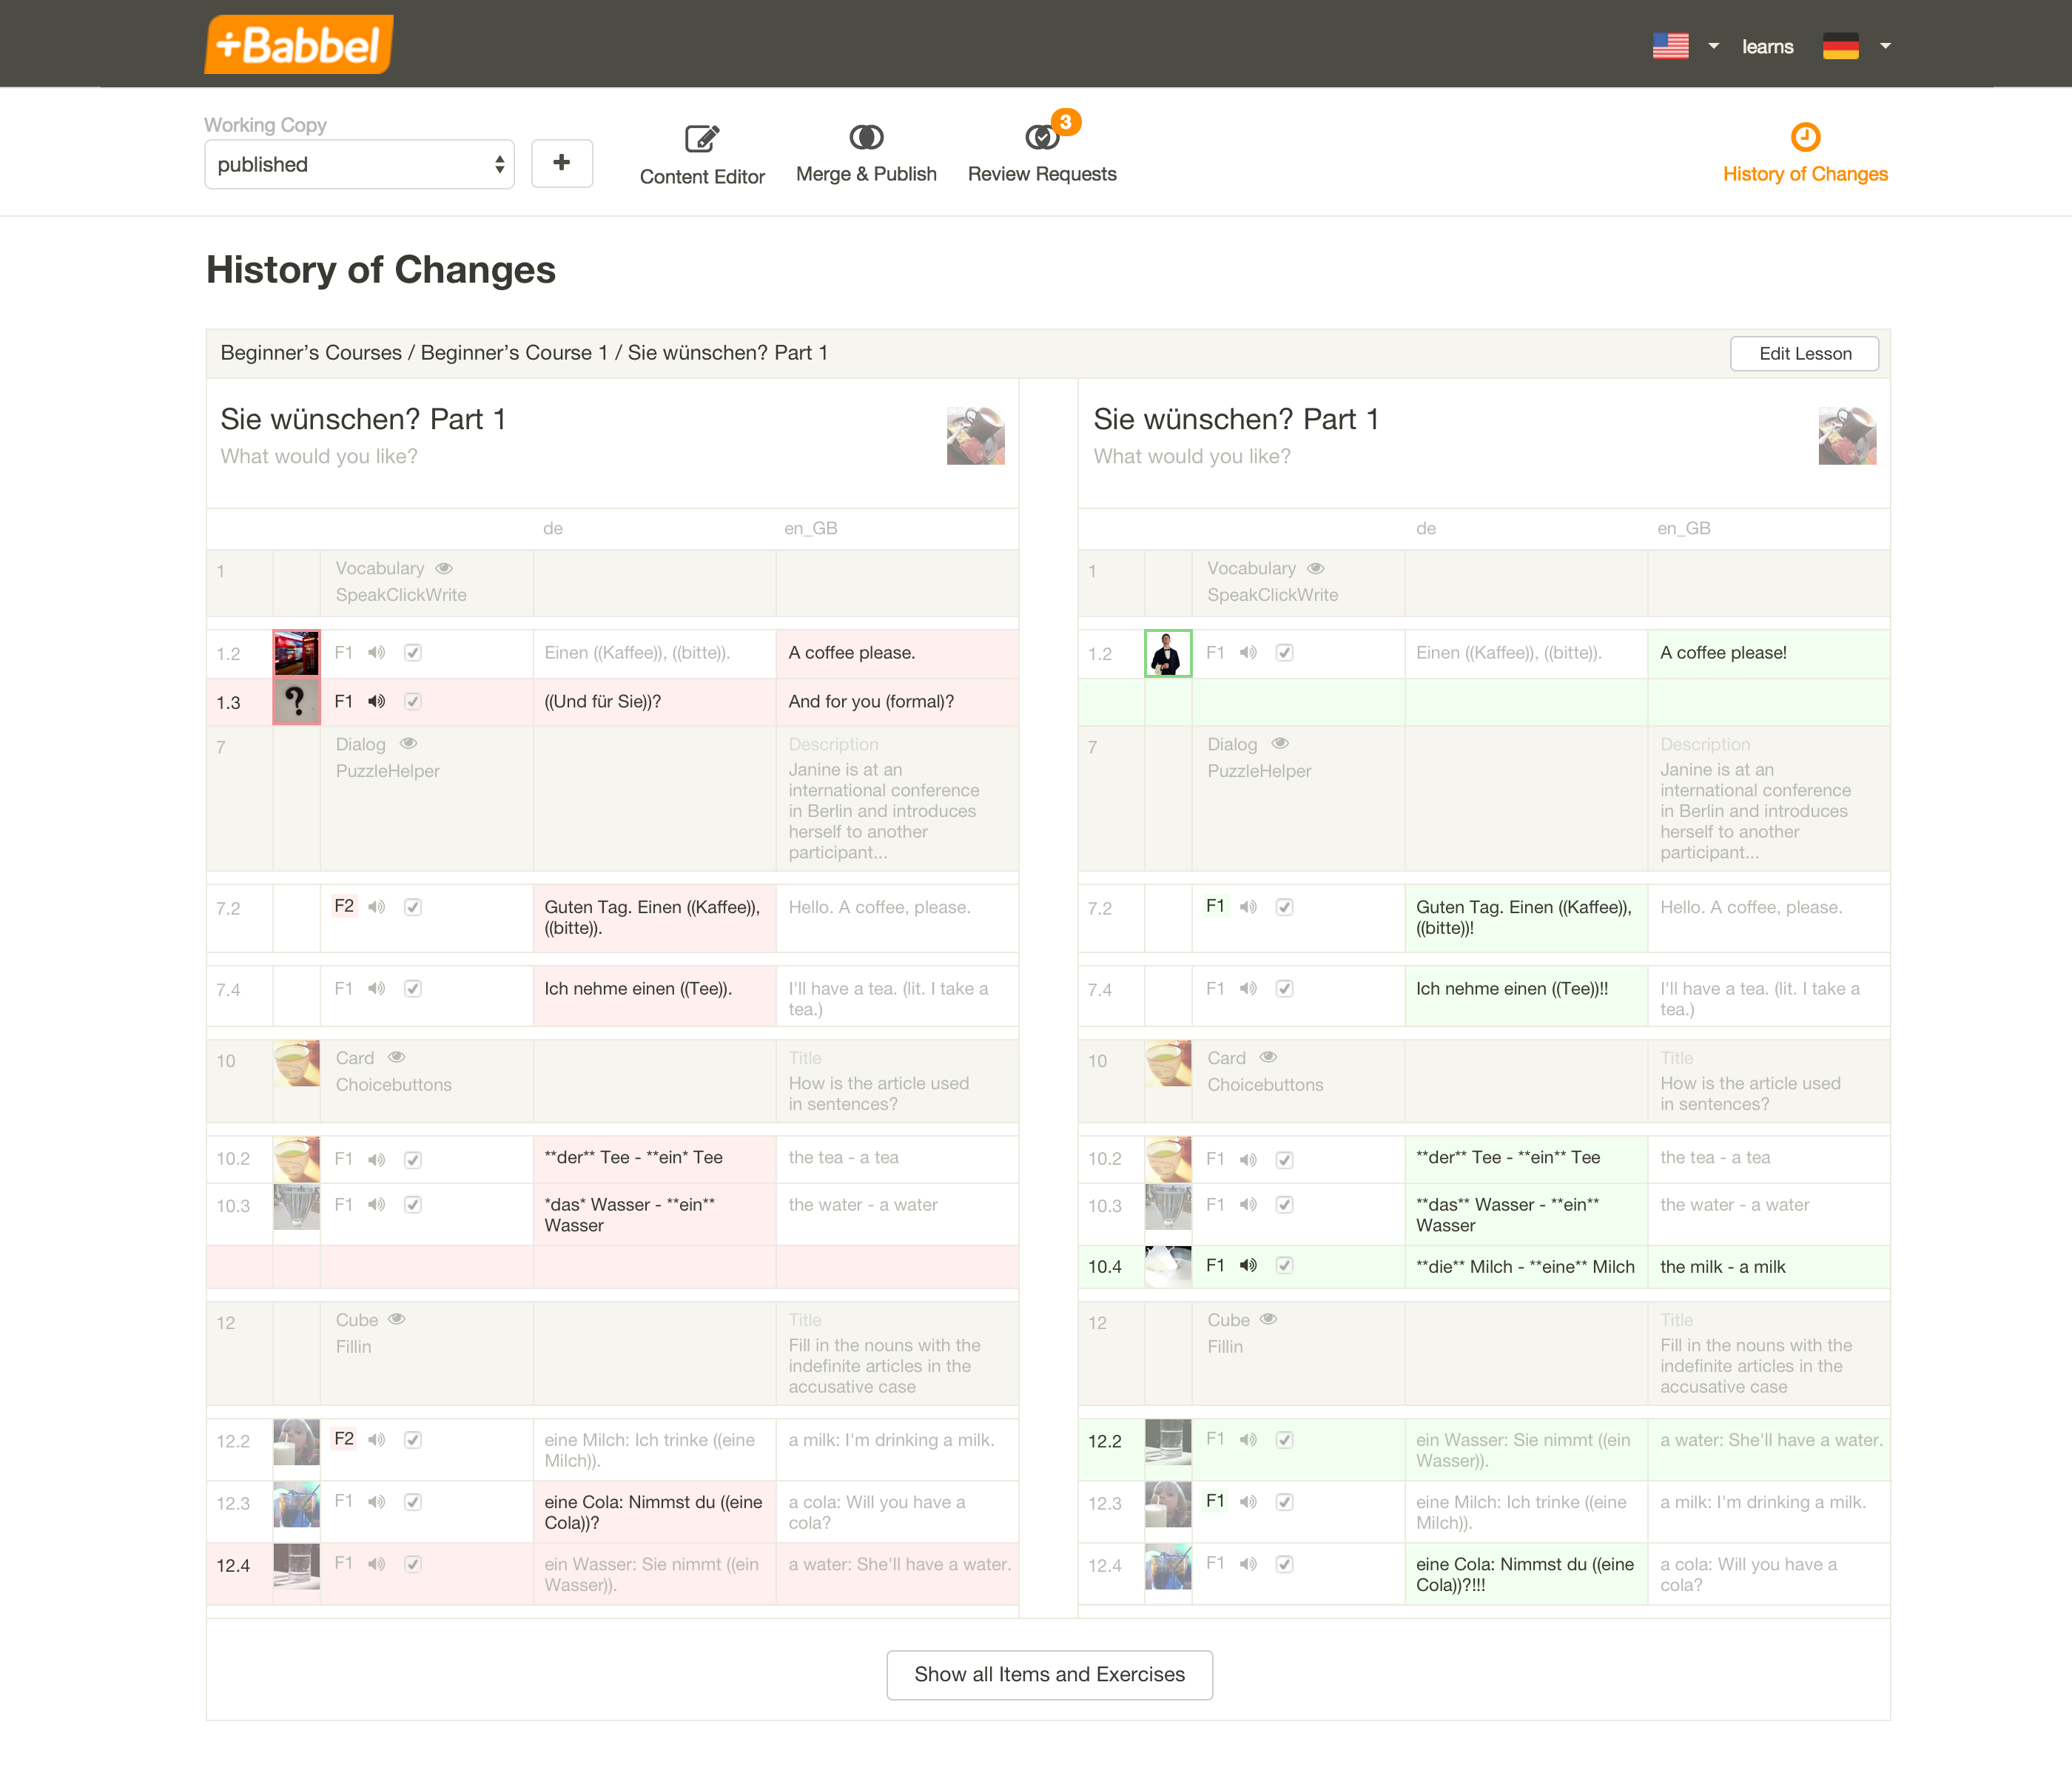 +Babbel
learns
Working Copy
published
+
Content Editor
Merge & Publish
3
Review Requests
History of Changes
History of Changes
Beginner’s Courses / Beginner’s Course 1 / Sie wünschen? Part 1
Edit Lesson
Sie wünschen? Part 1
What would you like?
de en_GB
1 Vocabulary
SpeakClickWrite
1.2 F1 Einen ((Kaffee)), ((bitte)). A coffee please.
1.3 ? F1 ((Und für Sie))? And for you (formal)?
7 Dialog Description
PuzzleHelper Janine is at an
international conference
in Berlin and introduces
herself to another
participant...
7.2 F2 Guten Tag. Einen ((Kaffee)), Hello. A coffee, please.
((bitte)).
7.4 F1 Ich nehme einen ((Tee)). I'll have a tea. (lit. I take a
tea.)
10 Card Title
Choicebuttons How is the article used
in sentences?
10.2 F1 **der** Tee - **ein* Tee the tea - a tea
10.3 F1 *das* Wasser - **ein** the water - a water
Wasser
12 Cube Title
Fillin Fill in the nouns with the
indefinite articles in the
accusative case
12.2 F2 eine Milch: Ich trinke ((eine a milk: I'm drinking a milk.
Milch)).
12.3 F1 eine Cola: Nimmst du ((eine a cola: Will you have a
Cola))? cola?
12.4 F1 ein Wasser: Sie nimmt ((ein a water: She'll have a water.
Wasser)).
Sie wünschen? Part 1
What would you like?
de en_GB
1 Vocabulary
SpeakClickWrite
1.2 F1 Einen ((Kaffee)), ((bitte)). A coffee please!
7 Dialog Description
PuzzleHelper Janine is at an
international conference
in Berlin and introduces
herself to another
participant...
7.2 F1 Guten Tag. Einen ((Kaffee)), Hello. A coffee, please.
((bitte))!
7.4 F1 Ich nehme einen ((Tee))!! I'll have a tea. (lit. I take a
tea.)
10 Card Title
Choicebuttons How is the article used
in sentences?
10.2 F1 **der** Tee - **ein** Tee the tea - a tea
10.3 F1 **das** Wasser - **ein** the water - a water
Wasser
10.4 F1 **die** Milch - **eine** Milch the milk - a milk
12 Cube Title
Fillin Fill in the nouns with the
indefinite articles in the
accusative case
12.2 F1 ein Wasser: Sie nimmt ((ein a water: She'll have a water.
Wasser)).
12.3 F1 eine Milch: Ich trinke ((eine a milk: I'm drinking a milk.
Milch)).
12.4 F1 eine Cola: Nimmst du ((eine a cola: Will you have a
Cola))?!!! cola?
Show all Items and Exercises